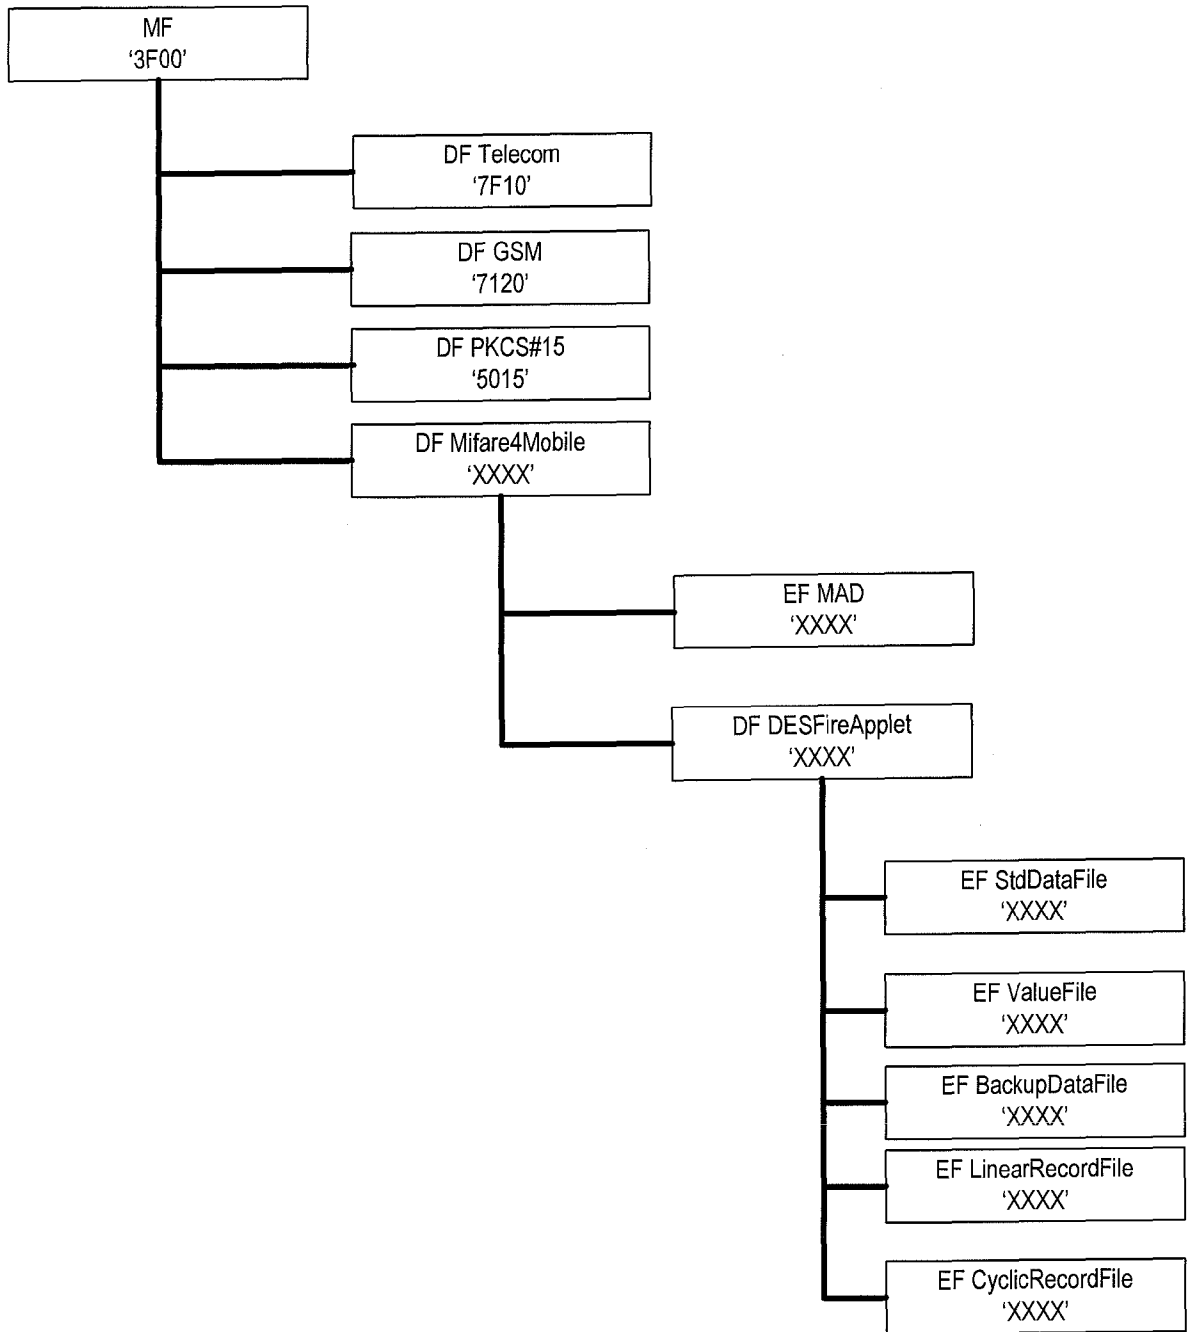 MF
‘3F00’
DF Telecom
‘7F10’
DF GSM
‘7120’
DF PKCS#15
‘5015’
DF Mifare4Mobile
‘XXXX’
EF MAD
‘XXXX’
DF DESFireApplet
‘XXXX’
EF StdDataFile
‘XXXX’
EF ValueFile
‘XXXX’
EF BackupDataFile
‘XXXX’
EF LinearRecordFile
‘XXXX’
EF CyclicRecordFile
‘XXXX’